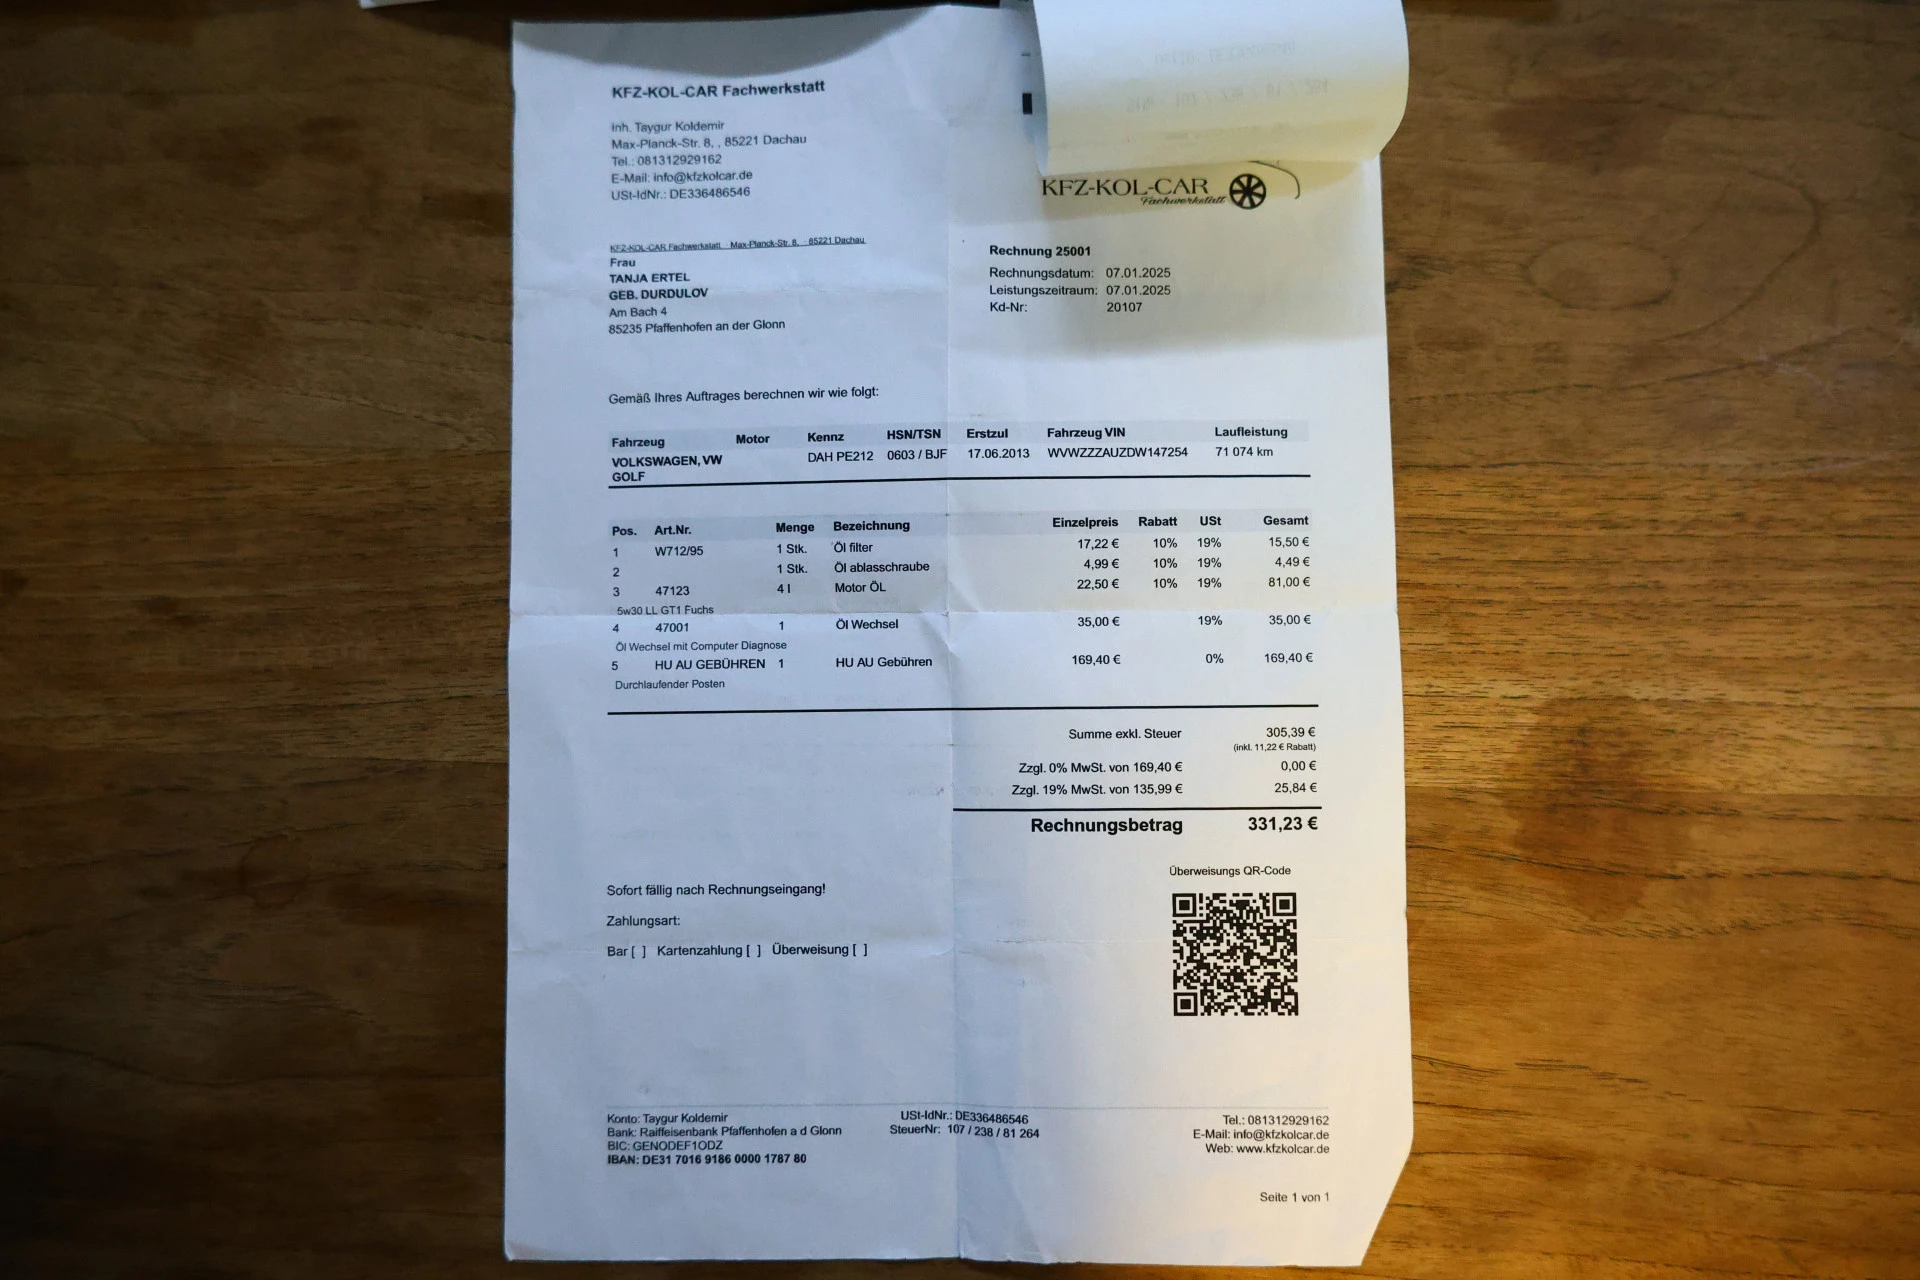 KFZ-KOL-CAR Fachwerkstatt
Inh. Taygur Koldemir
Max-Planck-Str. 8, , 85221 Dachau
Tel.: 081312929162
E-Mail: info@kfzkolcar.de
USt-IdNr.: DE336486546
KFZ-KOL-CAR
Fachwerkstatt
KFZ-KOL-CAR Fachwerkstatt Max-Planck-Str. 8, 85221 Dachau
Frau
TANJA ERTEL
GEB. DURDULOV
Am Bach 4
85235 Pfaffenhofen an der Glonn
Rechnung 25001
Rechnungsdatum: 07.01.2025
Leistungszeitraum: 07.01.2025
Kd-Nr: 20107
Gemäß Ihres Auftrages berechnen wir wie folgt:
Fahrzeug Motor Kennz HSN/TSN Erstzul Fahrzeug VIN Laufleistung
VOLKSWAGEN, VW DAH PE212 0603 / BJF 17.06.2013 WVWZZZAUZDW147254 71 074 km
GOLF
Pos. Art.Nr. Menge Bezeichnung Einzelpreis Rabatt USt Gesamt
1 W712/95 1 Stk. Öl filter 17,22 € 10% 19% 15,50 €
2 1 Stk. Öl ablasschraube 4,99 € 10% 19% 4,49 €
3 47123 4 l Motor ÖL 22,50 € 10% 19% 81,00 €
5w30 LL GT1 Fuchs
4 47001 1 Öl Wechsel 35,00 € 19% 35,00 €
Öl Wechsel mit Computer Diagnose
5 HU AU GEBÜHREN 1 HU AU Gebühren 169,40 € 0% 169,40 €
Durchlaufender Posten
Summe exkl. Steuer 305,39 €
(inkl. 11,22 € Rabatt)
Zzgl. 0% MwSt. von 169,40 € 0,00 €
Zzgl. 19% MwSt. von 135,99 € 25,84 €
Rechnungsbetrag 331,23 €
Überweisungs QR-Code
Sofort fällig nach Rechnungseingang!
Zahlungsart:
Bar [ ] Kartenzahlung [ ] Überweisung [ ]
Konto: Taygur Koldemir
Bank: Raiffeisenbank Pfaffenhofen a d Glonn
BIC: GENODEF1ODZ
IBAN: DE31 7016 9186 0000 1787 80
USt-IdNr.: DE336486546
SteuerNr: 107 / 238 / 81 264
Tel.: 081312929162
E-Mail: info@kfzkolcar.de
Web: www.kfzkolcar.de
Seite 1 von 1